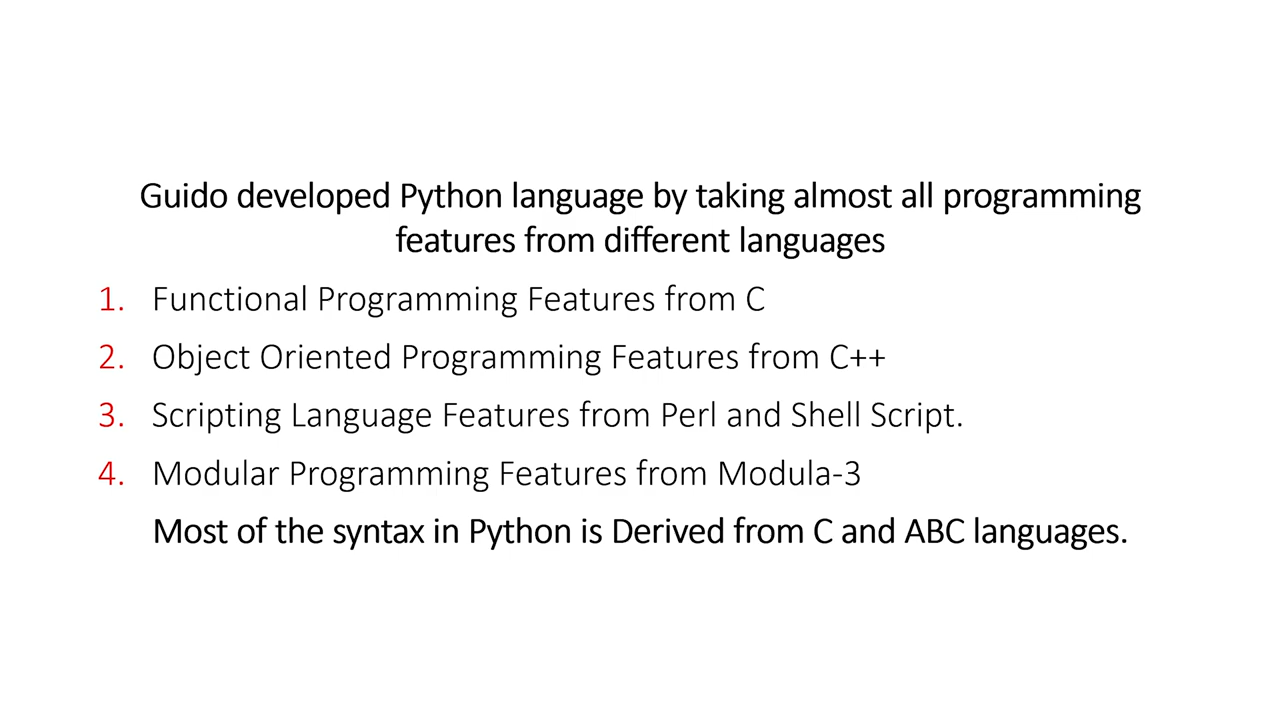 Guido developed Python language by taking almost all programming
features from different languages
1. Functional Programming Features from C
2. Object Oriented Programming Features from C++
3. Scripting Language Features from Perl and Shell Script.
4. Modular Programming Features from Modula-3
Most of the syntax in Python is Derived from C and ABC languages.